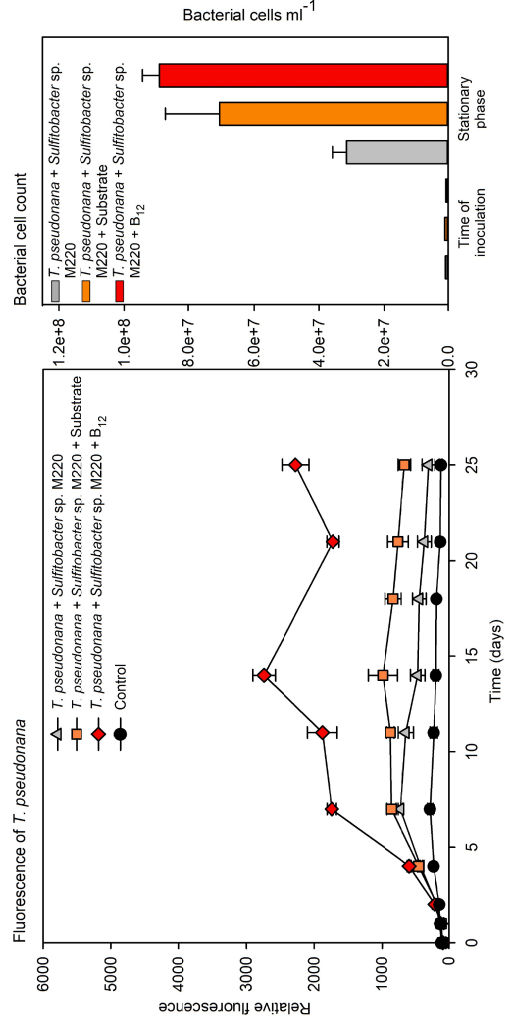 Fluorescence of T. pseudonana
T. pseudonana + Sulfitobacter sp. M220
T. pseudonana + Sulfitobacter sp. M220 + Substrate
T. pseudonana + Sulfitobacter sp. M220 + B12
Control
Relative fluorescence
6000
5000
4000
3000
2000
1000
0
0
5
10
15
20
25
30
Time (days)
Bacterial cell count
T. pseudonana + Sulfitobacter sp.
M220
T. pseudonana + Sulfitobacter sp.
M220 + Substrate
T. pseudonana + Sulfitobacter sp.
M220 + B12
1.2e+8
1.0e+8
8.0e+7
6.0e+7
4.0e+7
2.0e+7
0.0
Time of
inoculation
Stationary
phase
Bacterial cells ml-1